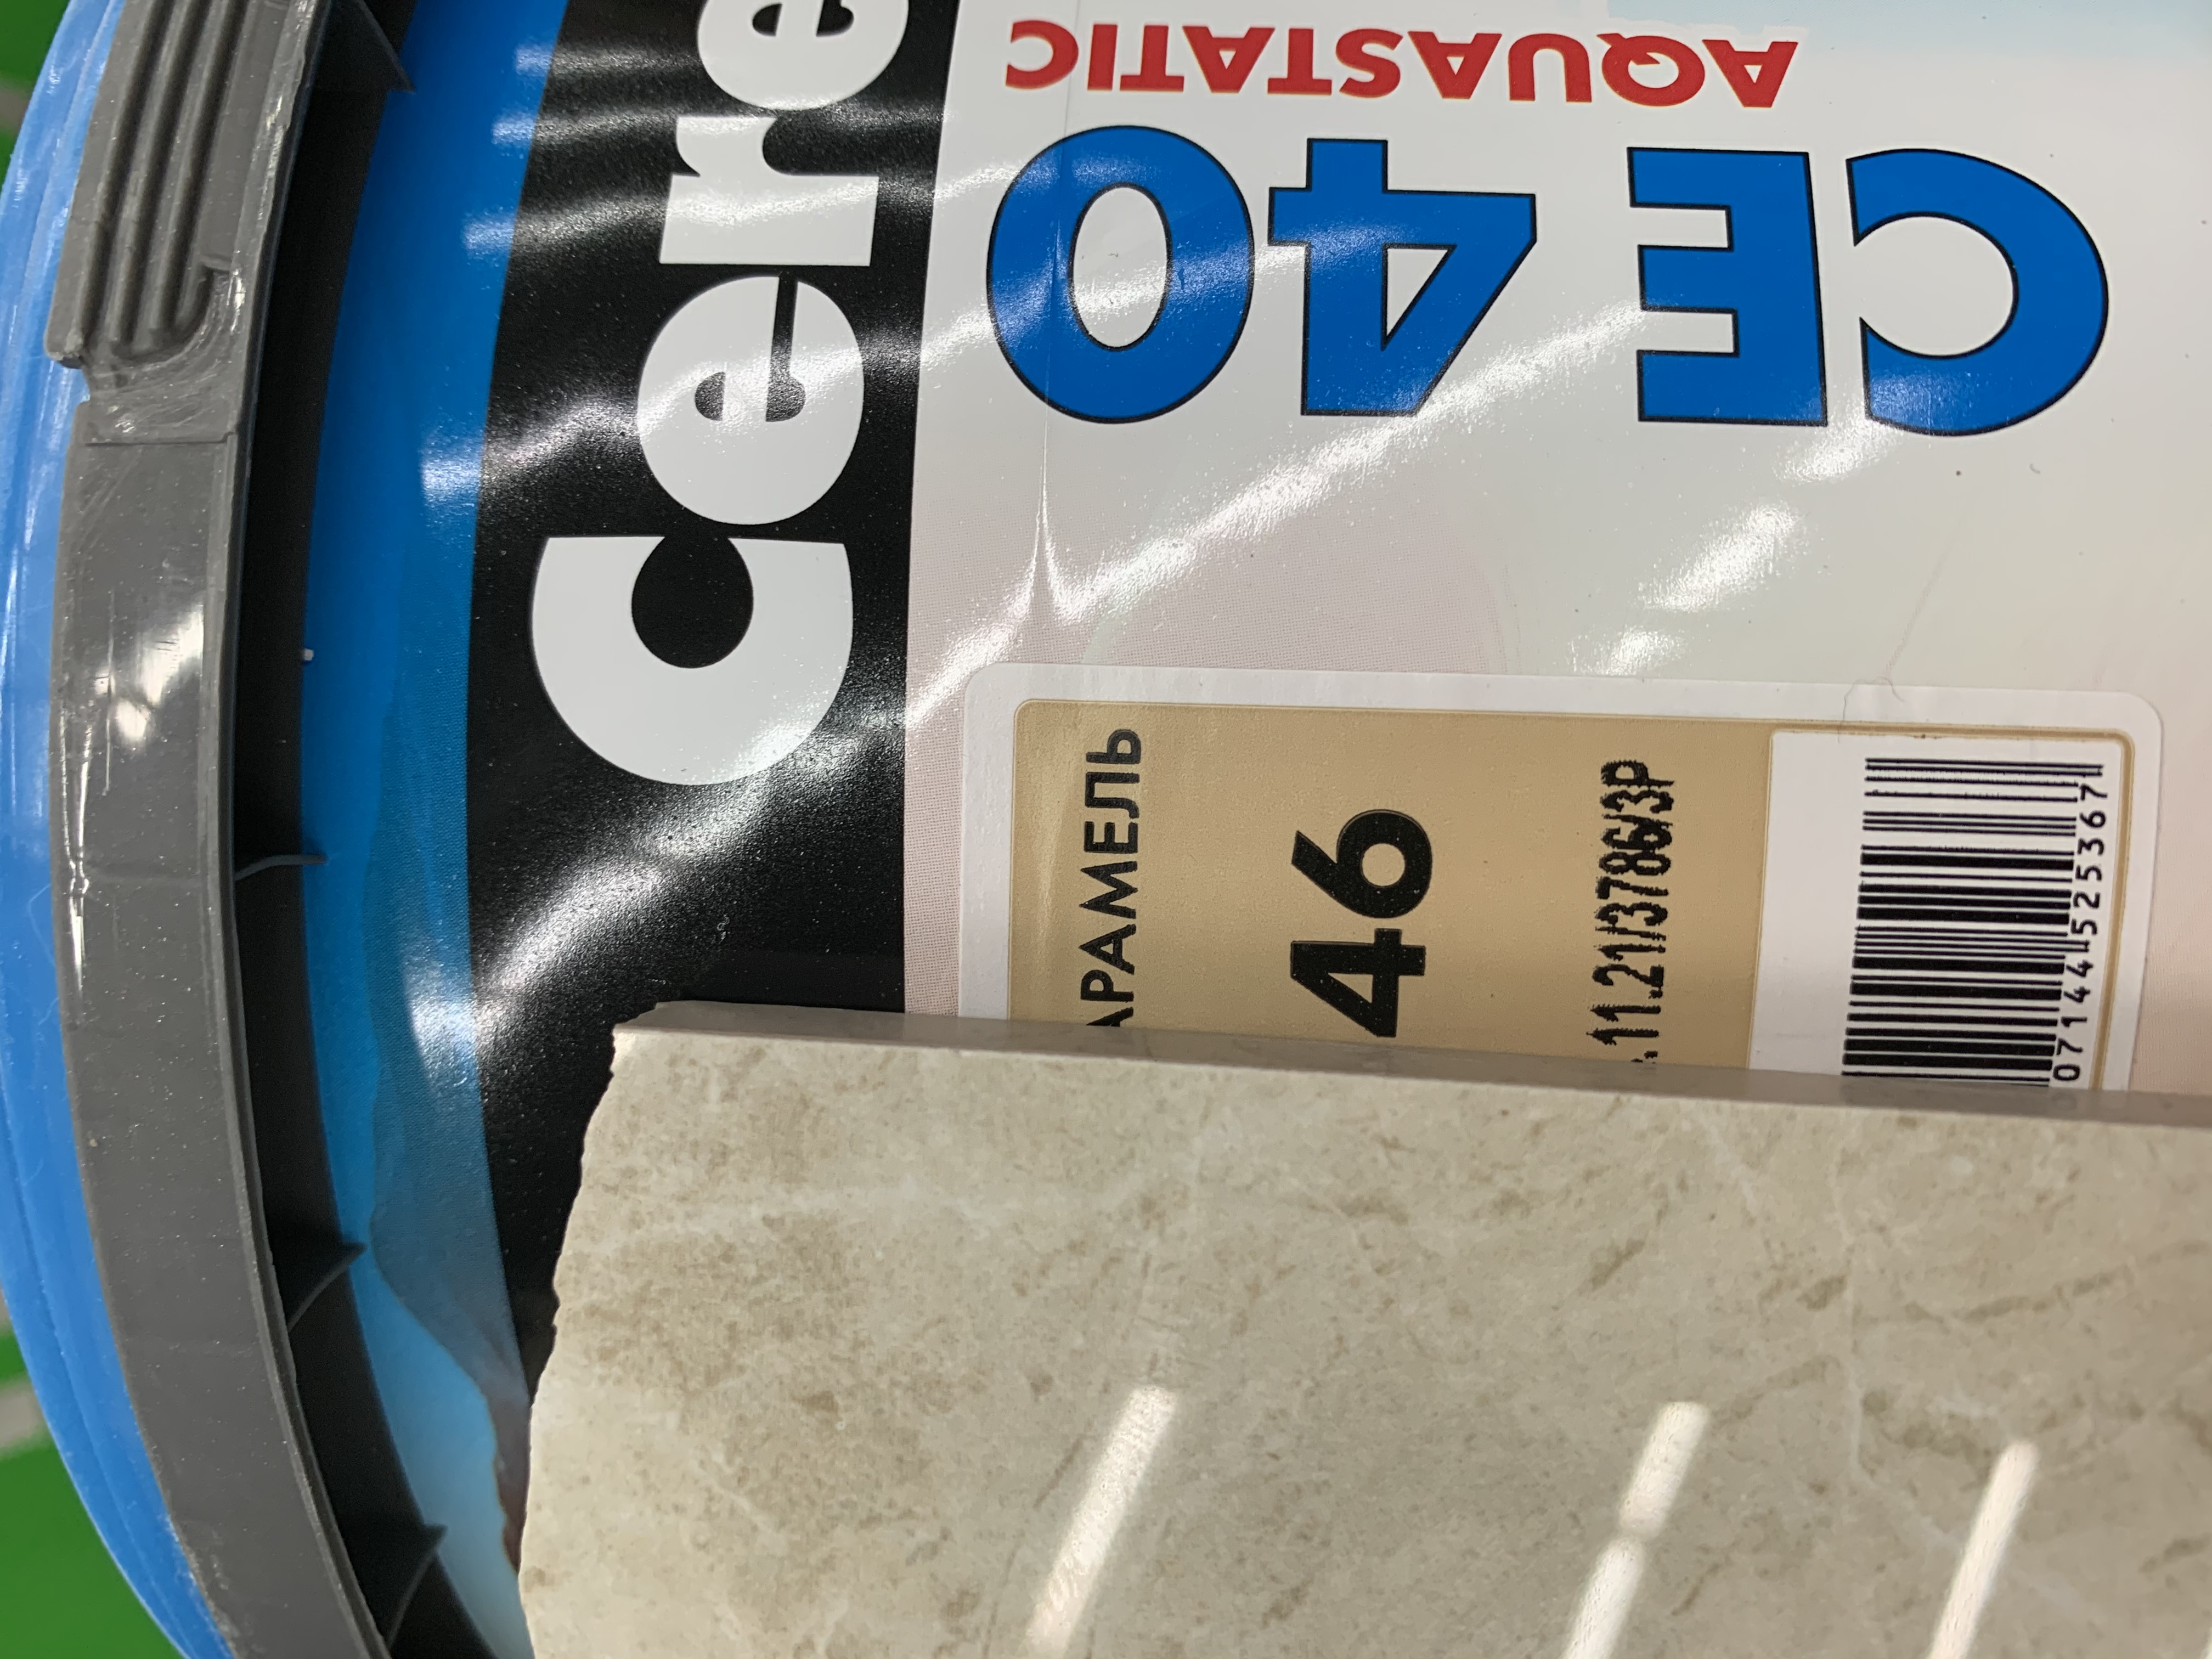 Cere
AQUASTATIC
CE 40
АРАМЕЛЬ
46
.11.21/3786/3P
07144525367